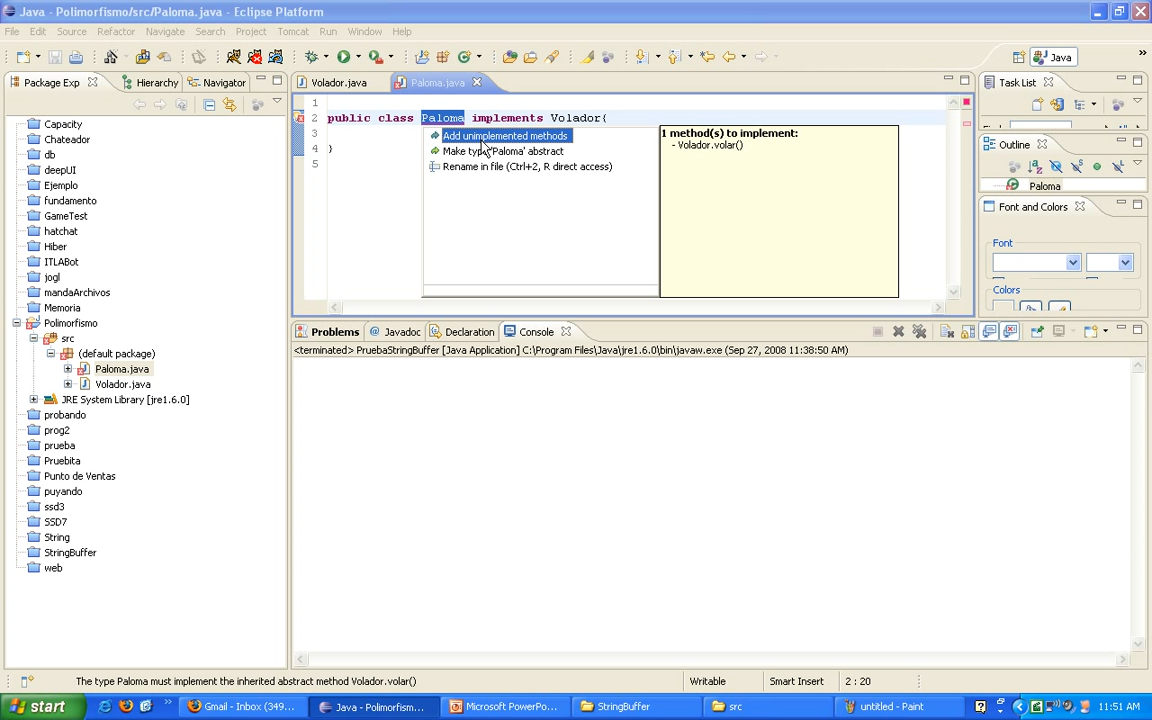 Java - Polimorfismo/src/Paloma.java - Eclipse Platform
File Edit Source Refactor Navigate Search Project Tomcat Run Window Help
Java
Package Exp Hierarchy Navigator
Volador.java Paloma.java
Task List
1
2 public class Paloma implements Volador{
3
4 }
5
Add unimplemented methods
Make type 'Paloma' abstract
Rename in file (Ctrl+2, R direct access)
1 method(s) to implement:
- Volador.volar()
Outline
Paloma
Font and Colors
Font
Colors
Capacity
Chateador
db
deepUI
Ejemplo
fundamento
GameTest
hatchat
Hiber
ITLABot
jogl
mandaArchivos
Memoria
Polimorfismo
src
(default package)
Paloma.java
Volador.java
JRE System Library [jre1.6.0]
probando
prog2
prueba
Pruebita
Punto de Ventas
puyando
ssd3
SSD7
String
StringBuffer
web
Problems Javadoc Declaration Console
<terminated> PruebaStringBuffer [Java Application] C:\Program Files\Java\jre1.6.0\bin\javaw.exe (Sep 27, 2008 11:38:50 AM)
The type Paloma must implement the inherited abstract method Volador.volar() Writable Smart Insert 2 : 20
start Gmail - Inbox (349... Java - Polimorfism... Microsoft PowerPo... StringBuffer src untitled - Paint 11:51 AM